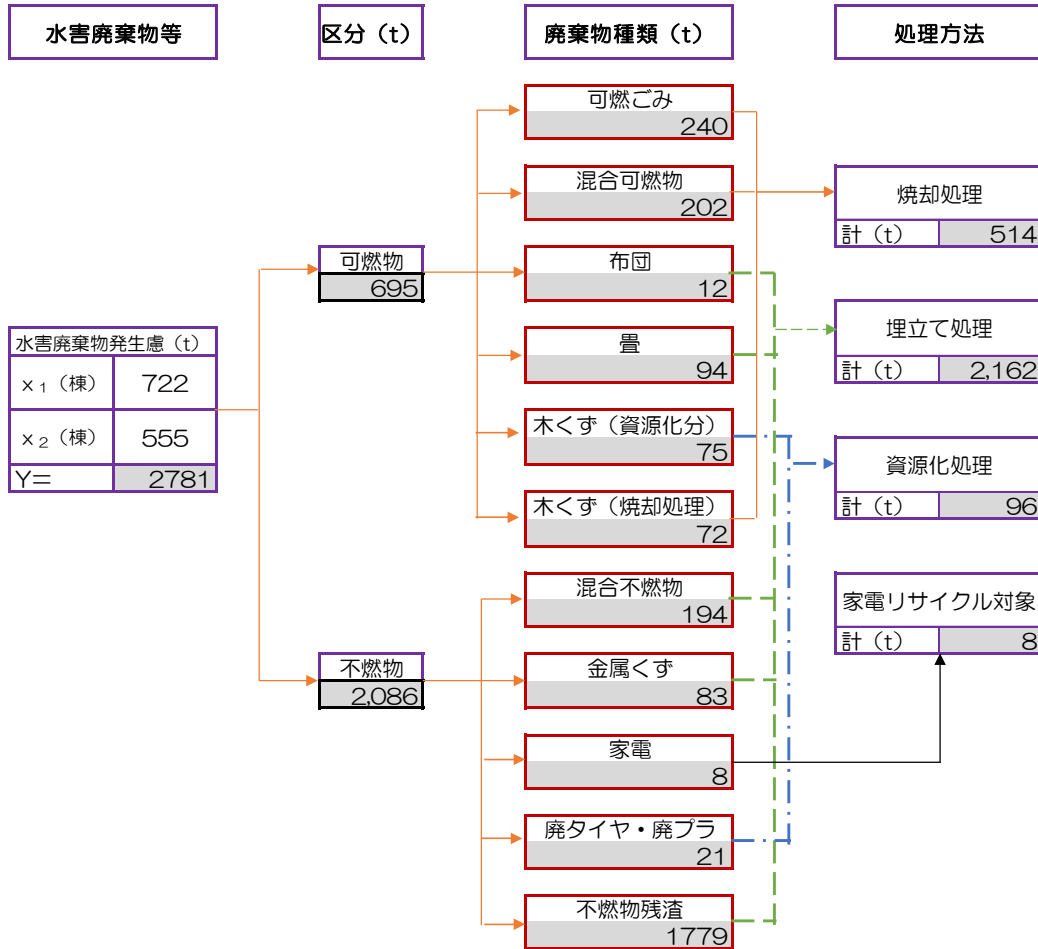 水害廃棄物等
区分（t）
廃棄物種類（t）
処理方法
水害廃棄物発生慮（t）
x₁（棟） 722
x₂（棟） 555
Y＝ 2781
可燃物
695
不燃物
2,086
可燃ごみ
240
混合可燃物
202
布団
12
畳
94
木くず（資源化分）
75
木くず（焼却処理）
72
混合不燃物
194
金属くず
83
家電
8
廃タイヤ・廃プラ
21
不燃物残渣
1779
焼却処理
計（t） 514
埋立て処理
計（t） 2,162
資源化処理
計（t） 96
家電リサイクル対象
計（t） 8